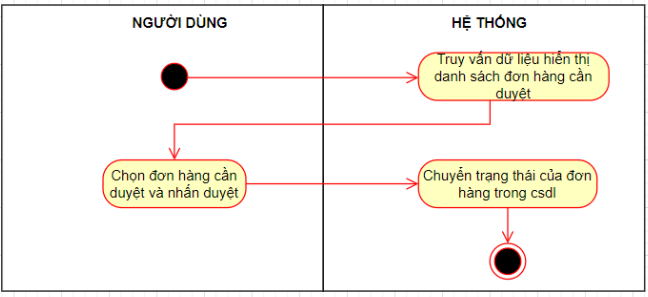 NGƯỜI DÙNG
HỆ THỐNG
Truy vấn dữ liệu hiển thị
danh sách đơn hàng cần
duyệt
Chọn đơn hàng cần
duyệt và nhấn duyệt
Chuyển trạng thái của đơn
hàng trong csdl